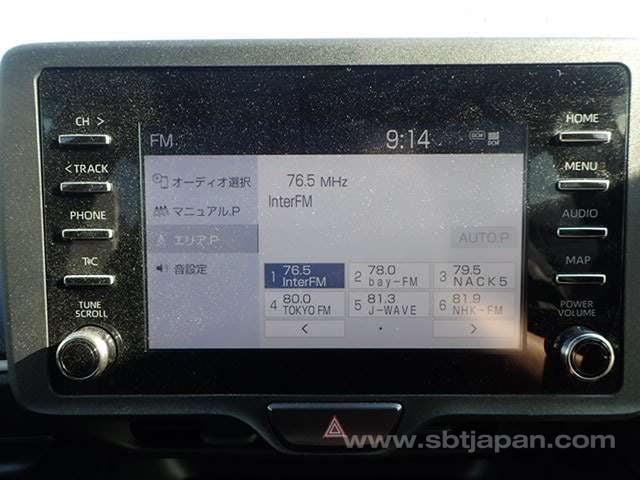 CH >
< TRACK
PHONE
T&C
TUNE
SCROLL
FM
9:14
DCM
オーディオ選択
マニュアル.P
エリア.P
音設定
76.5 MHz
InterFM
AUTO.P
1 76.5 InterFM
2 78.0 bay-FM
3 79.5 NACK5
4 80.0 TOKYO FM
5 81.3 J-WAVE
6 81.9 NHK-FM
<
>
HOME
MENU
AUDIO
MAP
POWER
VOLUME
www.sbtjapan.com